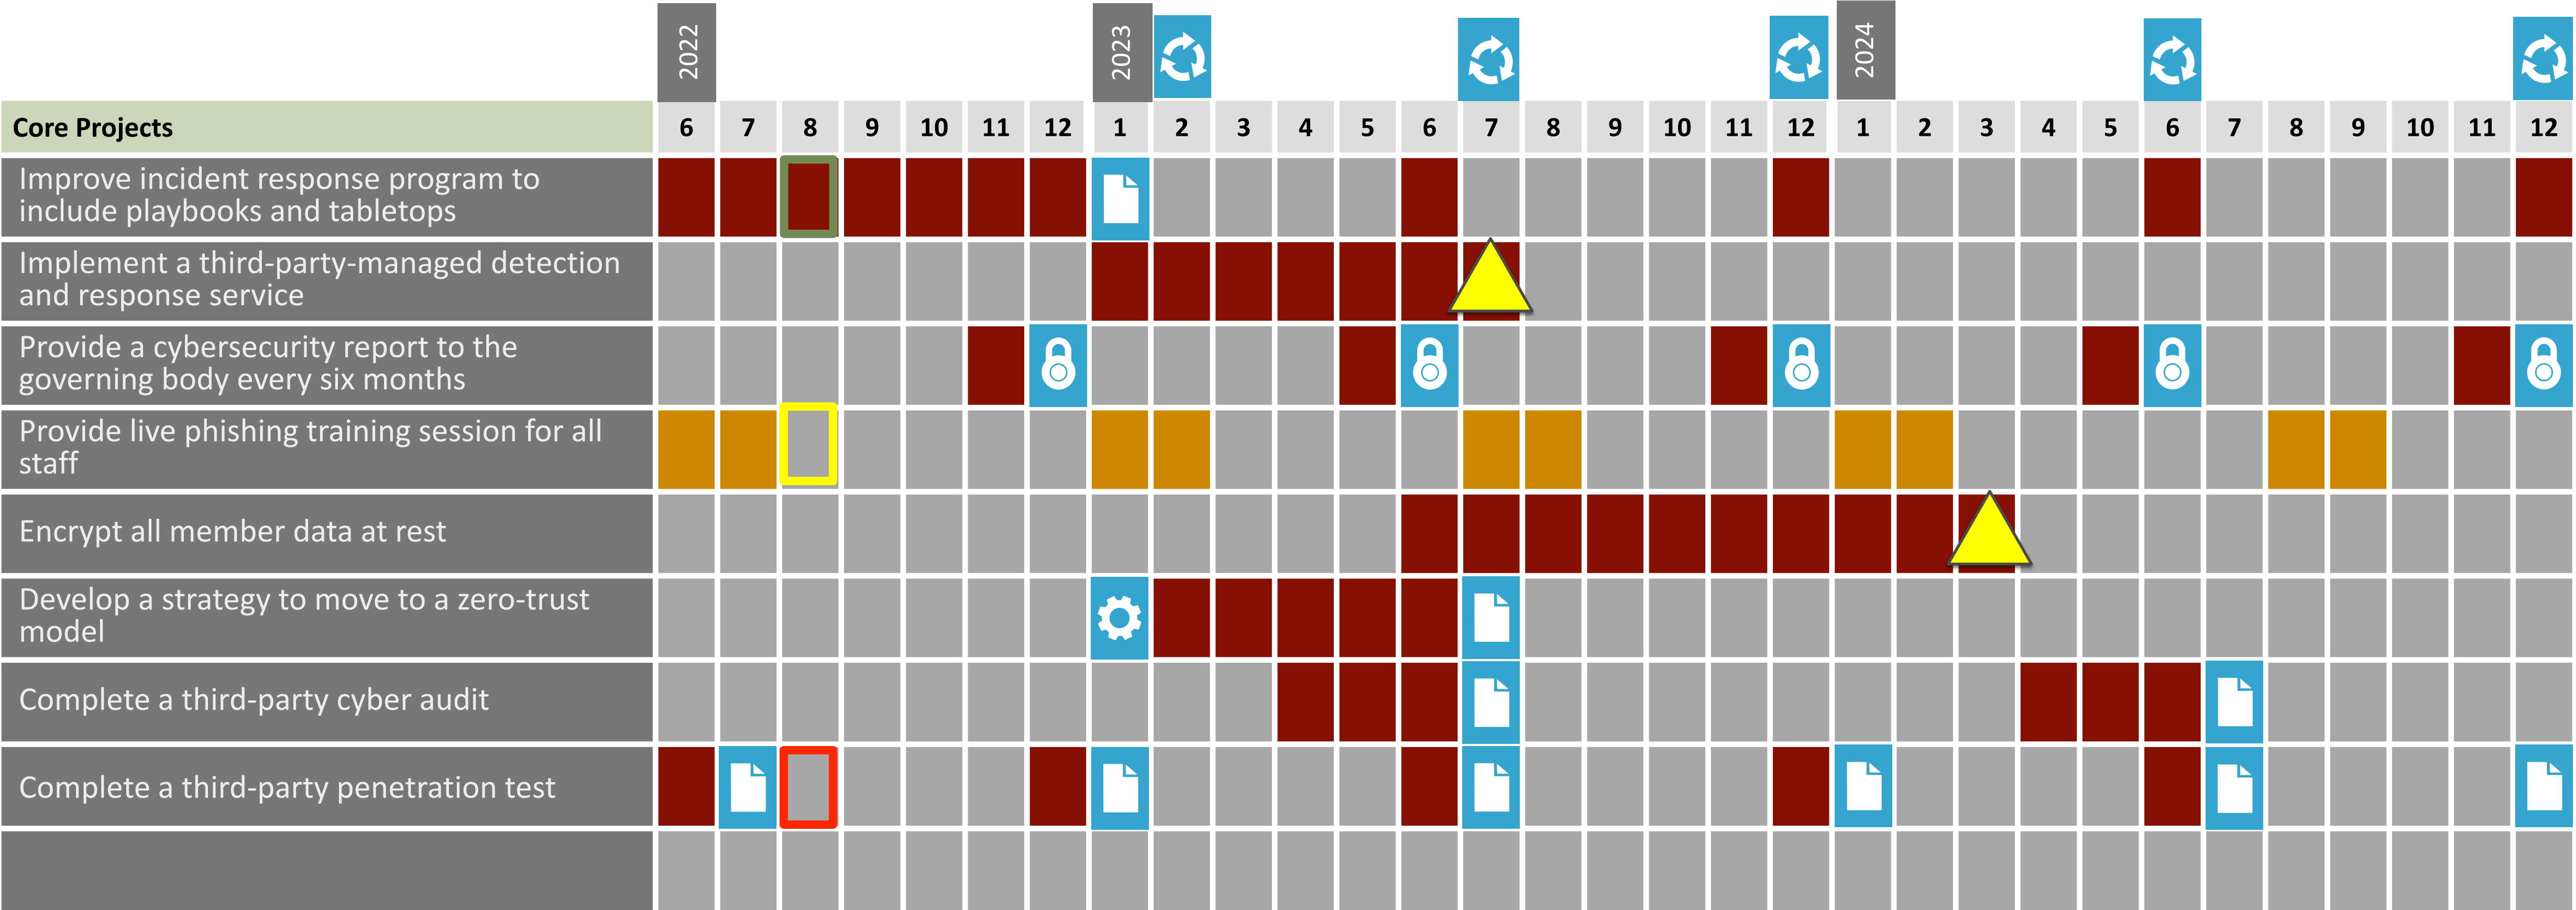 2022 2023 2024
Core Projects 6 7 8 9 10 11 12 1 2 3 4 5 6 7 8 9 10 11 12 1 2 3 4 5 6 7 8 9 10 11 12
Improve incident response program to
include playbooks and tabletops
Implement a third-party-managed detection
and response service
Provide a cybersecurity report to the
governing body every six months
Provide live phishing training session for all
staff
Encrypt all member data at rest
Develop a strategy to move to a zero-trust
model
Complete a third-party cyber audit
Complete a third-party penetration test